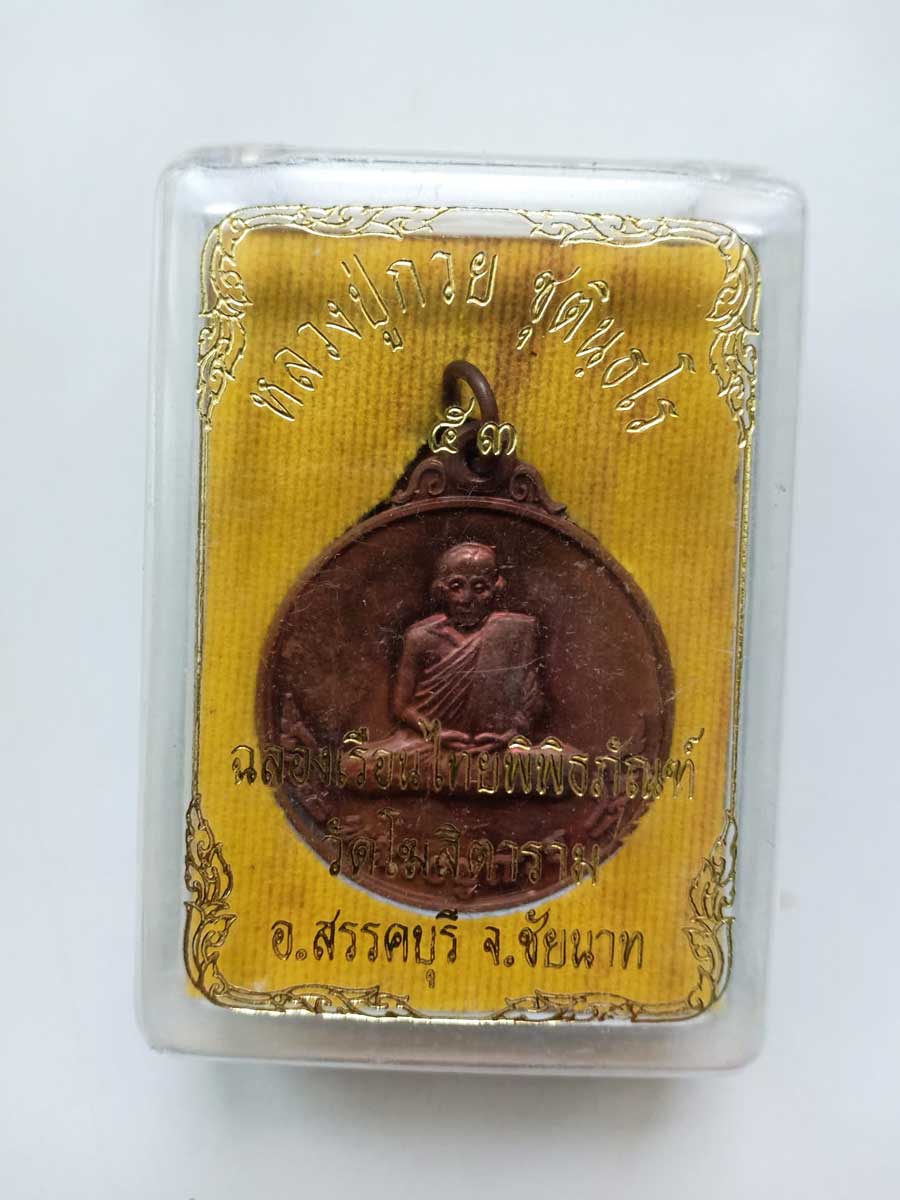 หลวงปู่กวย ชุตินฺธโร
๕๓
ฉลองเรือนไทยพิพิธภัณฑ์
วัดโฆสิตาราม
อ.สรรคบุรี จ.ชัยนาท